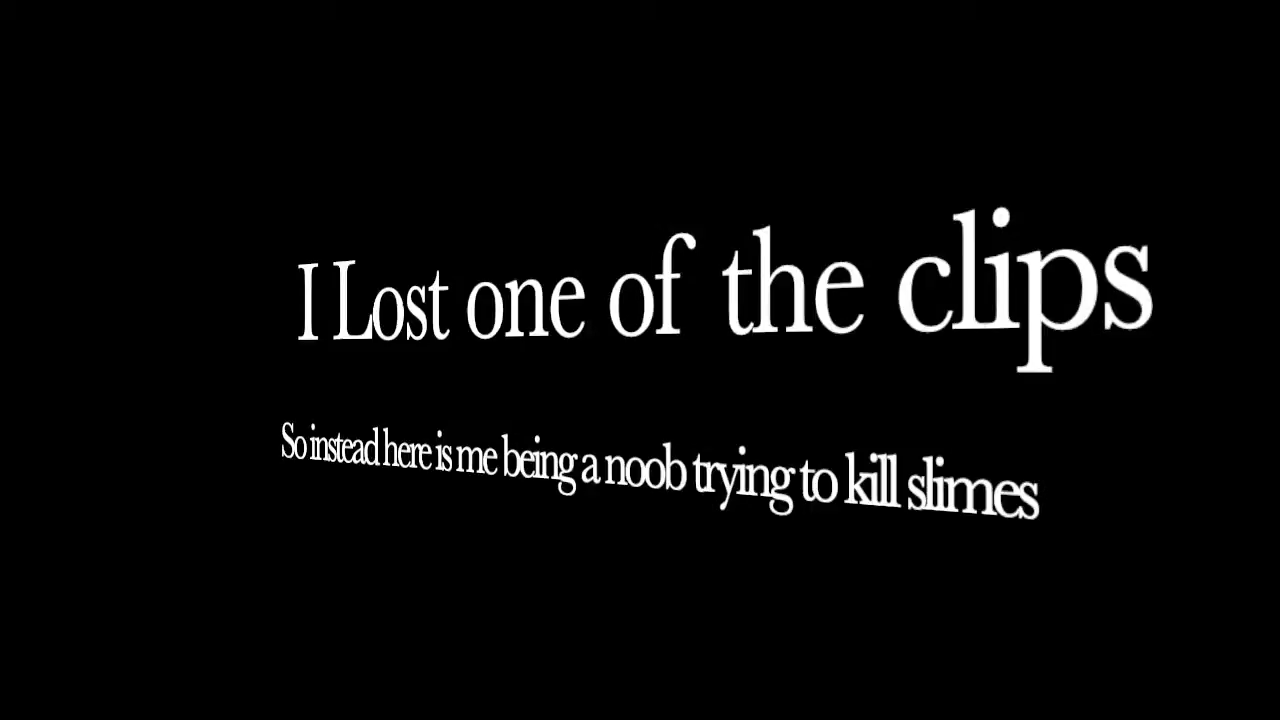 I Lost one of the clips
So instead here is me being a noob trying to kill slimes